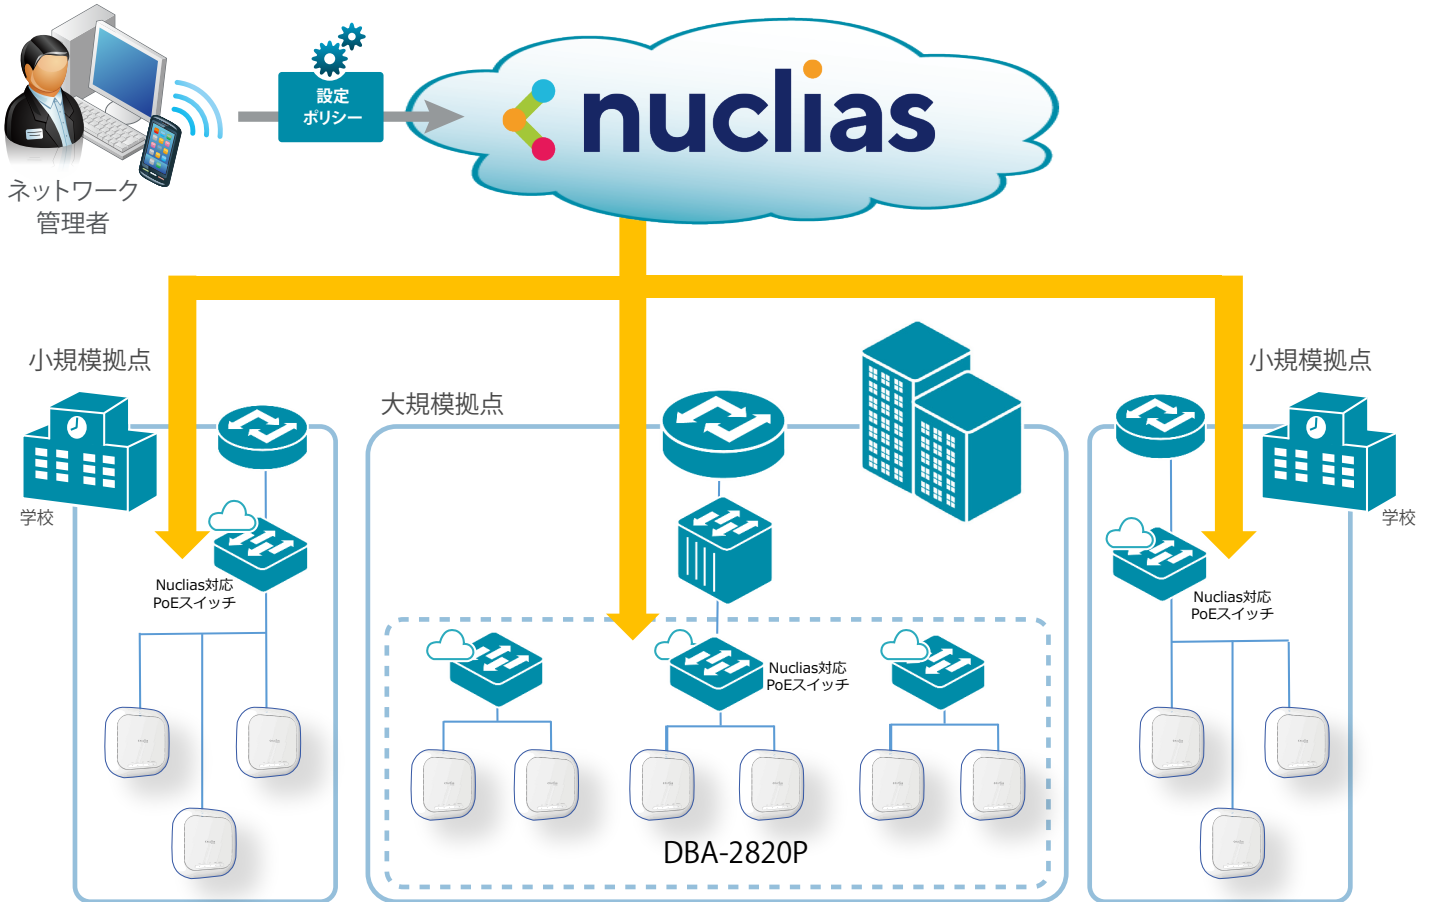 設定
ポリシー
nuclias
ネットワーク
管理者
小規模拠点
大規模拠点
小規模拠点
学校
学校
Nuclias対応
PoEスイッチ
Nuclias対応
PoEスイッチ
Nuclias対応
PoEスイッチ
DBA-2820P